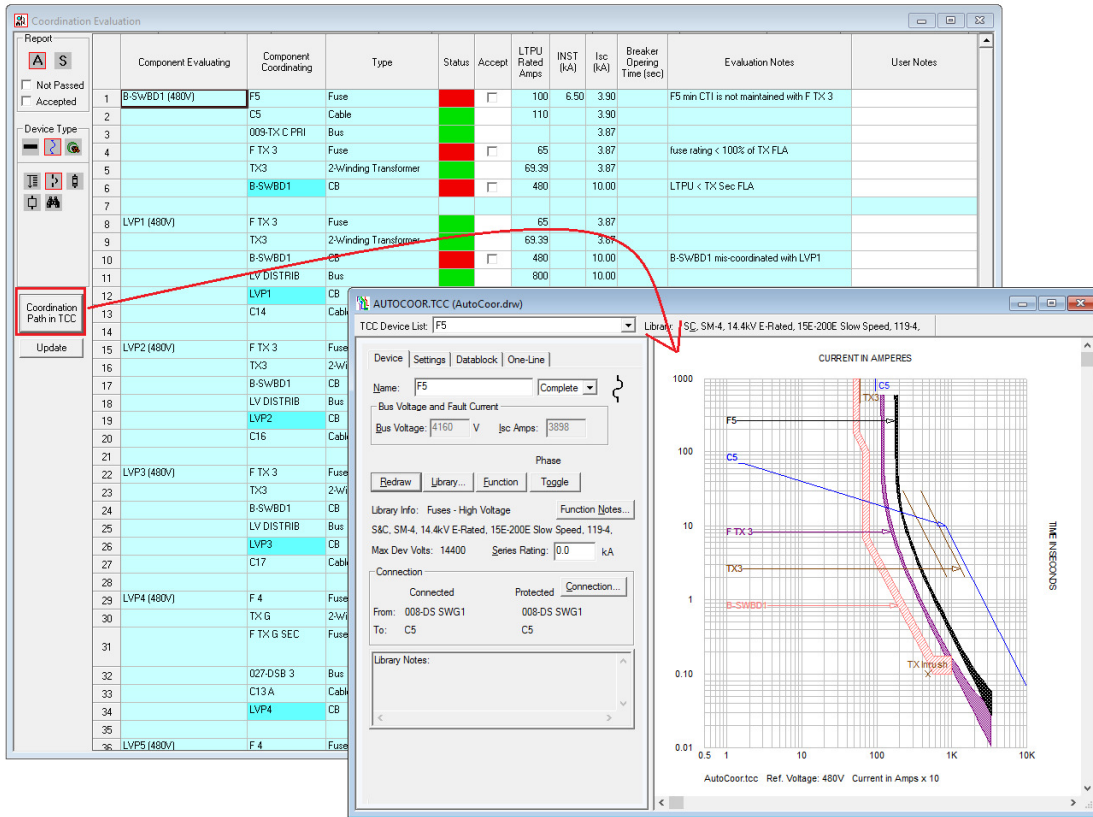 Coordination Evaluation
Report
A S
Not Passed
Accepted
Device Type
Coordination Path in TCC
Update
Component Evaluating Component Coordinating Type Status Accept LTPU Rated Amps INST (kA) Isc (kA) Breaker Opening Time (sec) Evaluation Notes User Notes
1 B-SWBD1 (480V) F5 Fuse 100 6.50 3.90 F5 min CTI is not maintained with F TX 3
2 C5 Cable 110 3.90
3 009-TX C PRI Bus 3.87
4 F TX 3 Fuse 65 3.87 fuse rating < 100% of TX FLA
5 TX3 2-Winding Transformer 69.39 3.87
6 B-SWBD1 CB 480 10.00 LTPU < TX Sec FLA
7
8 LVP1 (480V) F TX 3 Fuse 65 3.87
9 TX3 2-Winding Transformer 69.39 3.87
10 B-SWBD1 CB 480 10.00 B-SWBD1 mis-coordinated with LVP1
11 LV DISTRIB Bus 800 10.00
12 LVP1 CB
13 C14 Cabl
14
15 LVP2 (480V) F TX 3 Fuse
16 TX3 2-Wi
17 B-SWBD1 CB
18 LV DISTRIB Bus
19 LVP2 CB
20 C16 Cabl
21
22 LVP3 (480V) F TX 3 Fuse
23 TX3 2-Wi
24 B-SWBD1 CB
25 LV DISTRIB Bus
26 LVP3 CB
27 C17 Cabl
28
29 LVP4 (480V) F 4 Fuse
30 TX G 2-Wi
31 F TX G SEC Fuse
32 027-DSB 3 Bus
33 C13 A Cabl
34 LVP4 CB
35
36 LVP5 (480V) F 4 Fuse
AUTOCOOR.TCC (AutoCoor.drw)
TCC Device List: F5 Library: S&C, SM-4, 14.4kV E-Rated, 15E-200E Slow Speed, 119-4,
Device Settings Datablock One-Line
Name: F5 Complete
Bus Voltage and Fault Current
Bus Voltage: 4160 V Isc Amps: 3898
Phase
Redraw Library... Function Toggle
Library Info: Fuses - High Voltage Function Notes...
S&C, SM-4, 14.4kV E-Rated, 15E-200E Slow Speed, 119-4,
Max Dev Volts: 14400 Series Rating: 0.0 kA
Connection
Connected Protected Connection...
From: 008-DS SWG1 008-DS SWG1
To: C5 C5
Library Notes:
CURRENT IN AMPERES
1000
C5
TX3
F5
100
C5
10
F TX 3
TX3
TIME IN SECONDS
1
B-SWBD1
TX Inrush
0.10
X
0.01
0.5 1 10 100 1K 10K
AutoCoor.tcc Ref. Voltage: 480V Current in Amps x 10